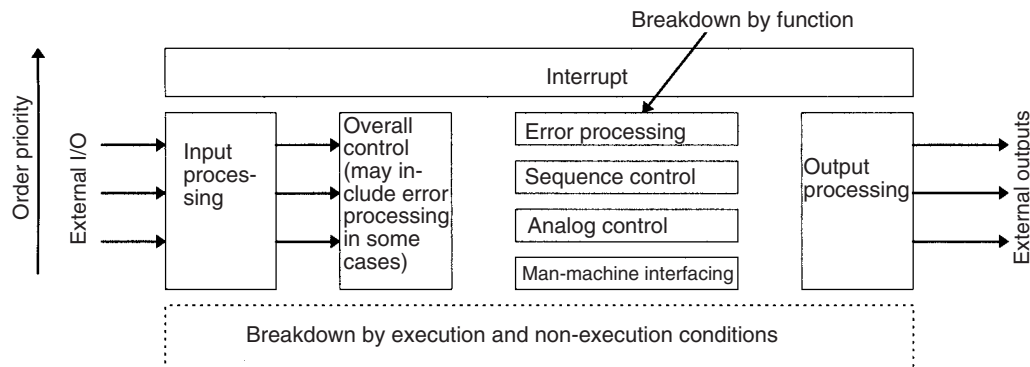 Breakdown by function
Interrupt
Order priority
External I/O
Input
proces-
sing
Overall
control
(may in-
clude error
processing
in some
cases)
Error processing
Sequence control
Analog control
Man-machine interfacing
Output
processing
External outputs
Breakdown by execution and non-execution conditions